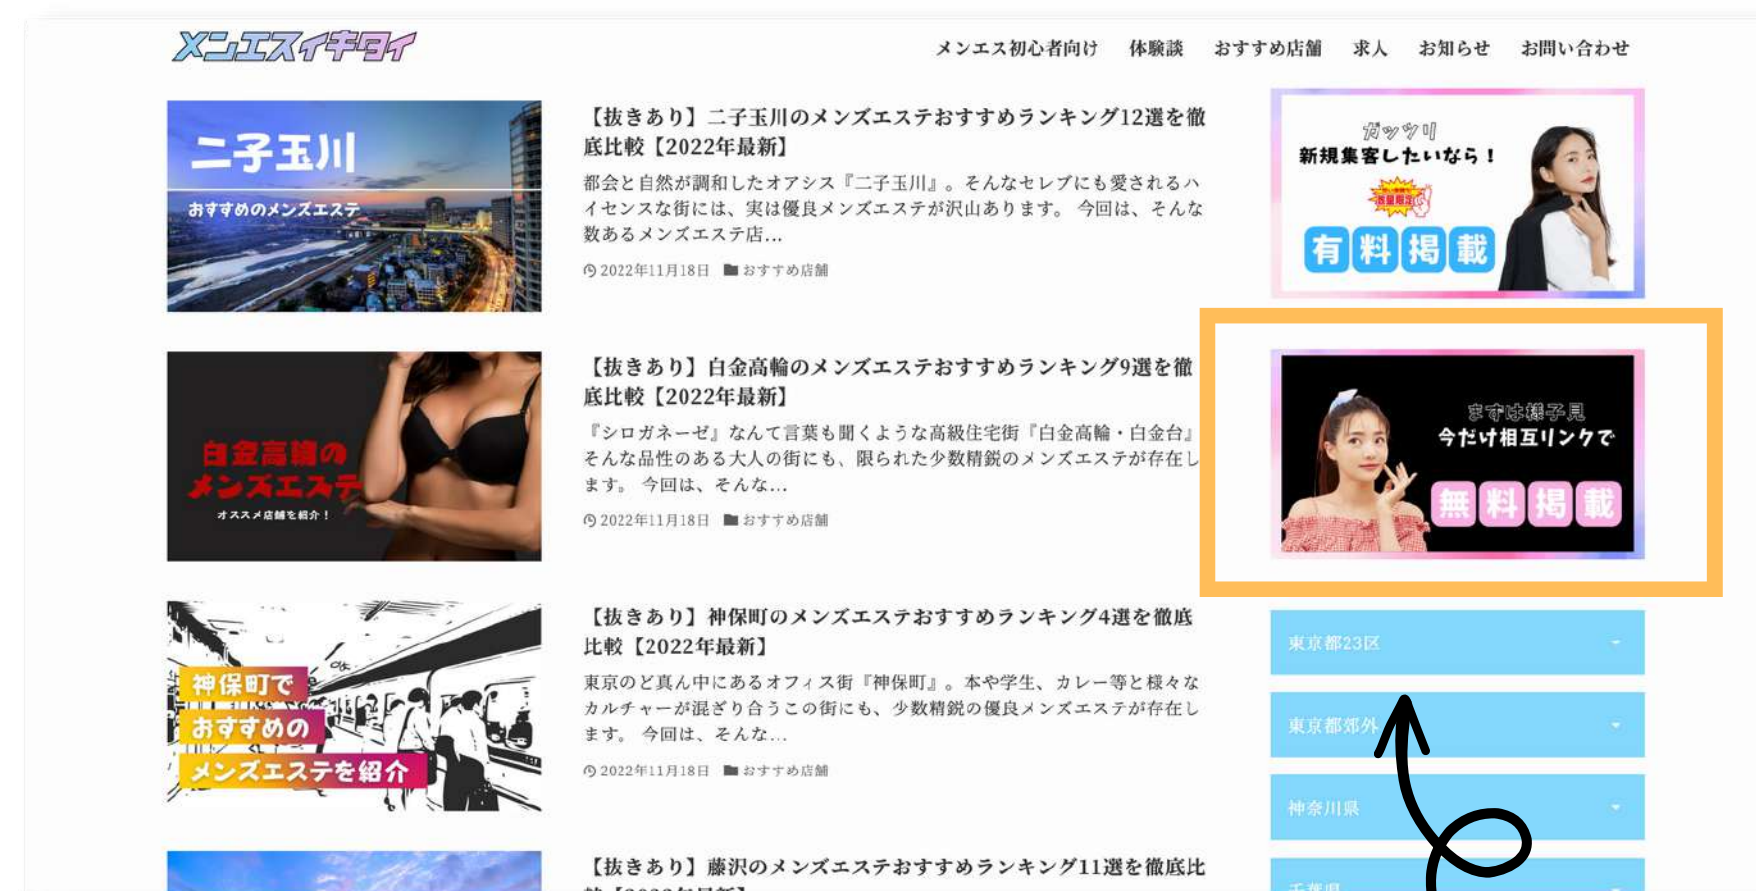 メンエスイキタイ
メンエス初心者向け 体験談 おすすめ店舗 求人 お知らせ お問い合わせ
二子玉川
おすすめのメンズエステ
【抜きあり】二子玉川のメンズエステおすすめランキング12選を徹
底比較【2022年最新】
都会と自然が調和したオアシス『二子玉川』。そんなセレブにも愛されるハ
イセンスな街には、実は優良メンズエステが沢山あります。 今回は、そんな
数あるメンズエステ店...
2022年11月18日 おすすめ店舗
白金高輪の
メンズエステ
オススメ店舗を紹介!
【抜きあり】白金高輪のメンズエステおすすめランキング9選を徹
底比較【2022年最新】
『シロガネーゼ』なんて言葉も聞くような高級住宅街『白金高輪・白金台』
そんな品性のある大人の街にも、限られた少数精鋭のメンズエステが存在し
ます。 今回は、そんな...
2022年11月18日 おすすめ店舗
神保町で
おすすめの
メンズエステを紹介
【抜きあり】神保町のメンズエステおすすめランキング4選を徹底
比較【2022年最新】
東京のど真ん中にあるオフィス街『神保町』。本や学生、カレー等と様々な
カルチャーが混ざり合うこの街にも、少数精鋭の優良メンズエステが存在し
ます。 今回は、そんな...
2022年11月18日 おすすめ店舗
【抜きあり】藤沢のメンズエステおすすめランキング11選を徹底比
較【2022年最新】
ガッツリ
新規集客したいなら!
数量限定
有料掲載
まずは様子見
今だけ相互リンクで
無料掲載
東京都23区
東京都郊外
神奈川県
千葉県